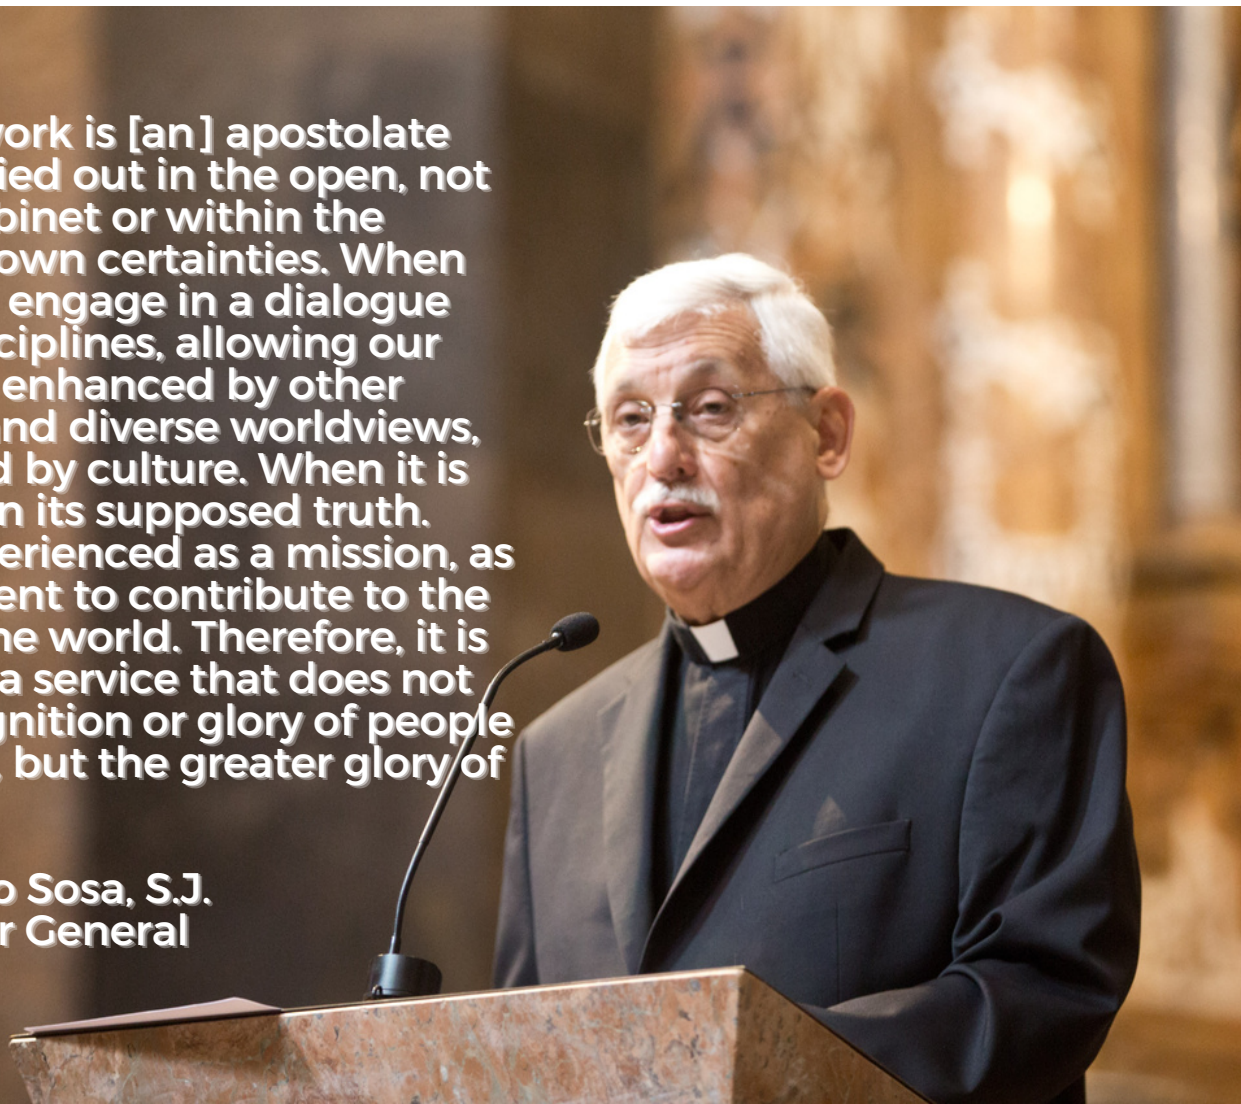 work is [an] apostolate
ied out in the open, not
binet or within the
own certainties. When
engage in a dialogue
ciplines, allowing our
enhanced by other
and diverse worldviews,
d by culture. When it is
n its supposed truth.
erienced as a mission, as
ent to contribute to the
he world. Therefore, it is
a service that does not
gnition or glory of people
, but the greater glory of
o Sosa, S.J.
r General